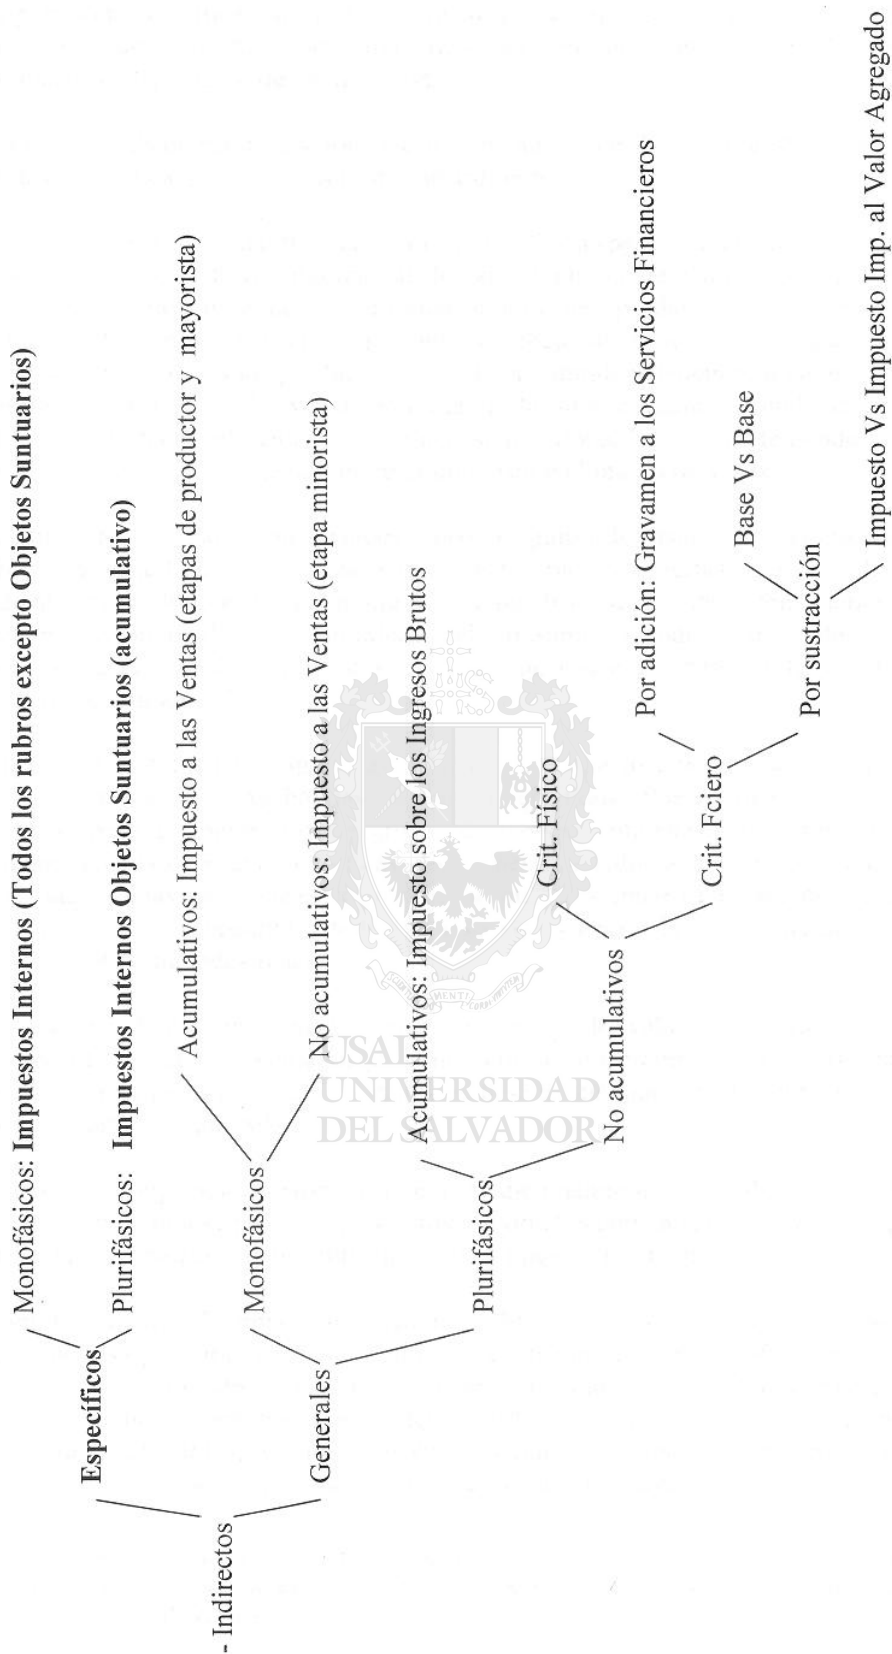 Monofásicos: Impuestos Internos (Todos los rubros excepto Objetos Suntuarios)
Específicos
Plurifásicos: Impuestos Internos Objetos Suntuarios (acumulativo)
- Indirectos
Acumulativos: Impuesto a las Ventas (etapas de productor y mayorista)
Monofásicos
No acumulativos: Impuesto a las Ventas (etapa minorista)
Generales
Acumulativos: Impuesto sobre los Ingresos Brutos
Plurifásicos
Crit. Físico
No acumulativos
Por adición: Gravamen a los Servicios Financieros
Crit. Fciero
Base Vs Base
Por sustracción
Impuesto Vs Impuesto Imp. al Valor Agregado
USAL
UNIVERSIDAD
DEL SALVADOR